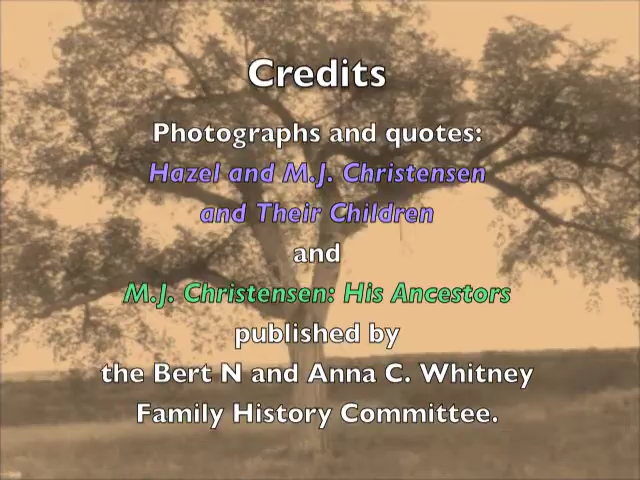 Credits
Photographs and quotes:
Hazel and M.J. Christensen
and Their Children
and
M.J. Christensen: His Ancestors
published by
the Bert N and Anna C. Whitney
Family History Committee.